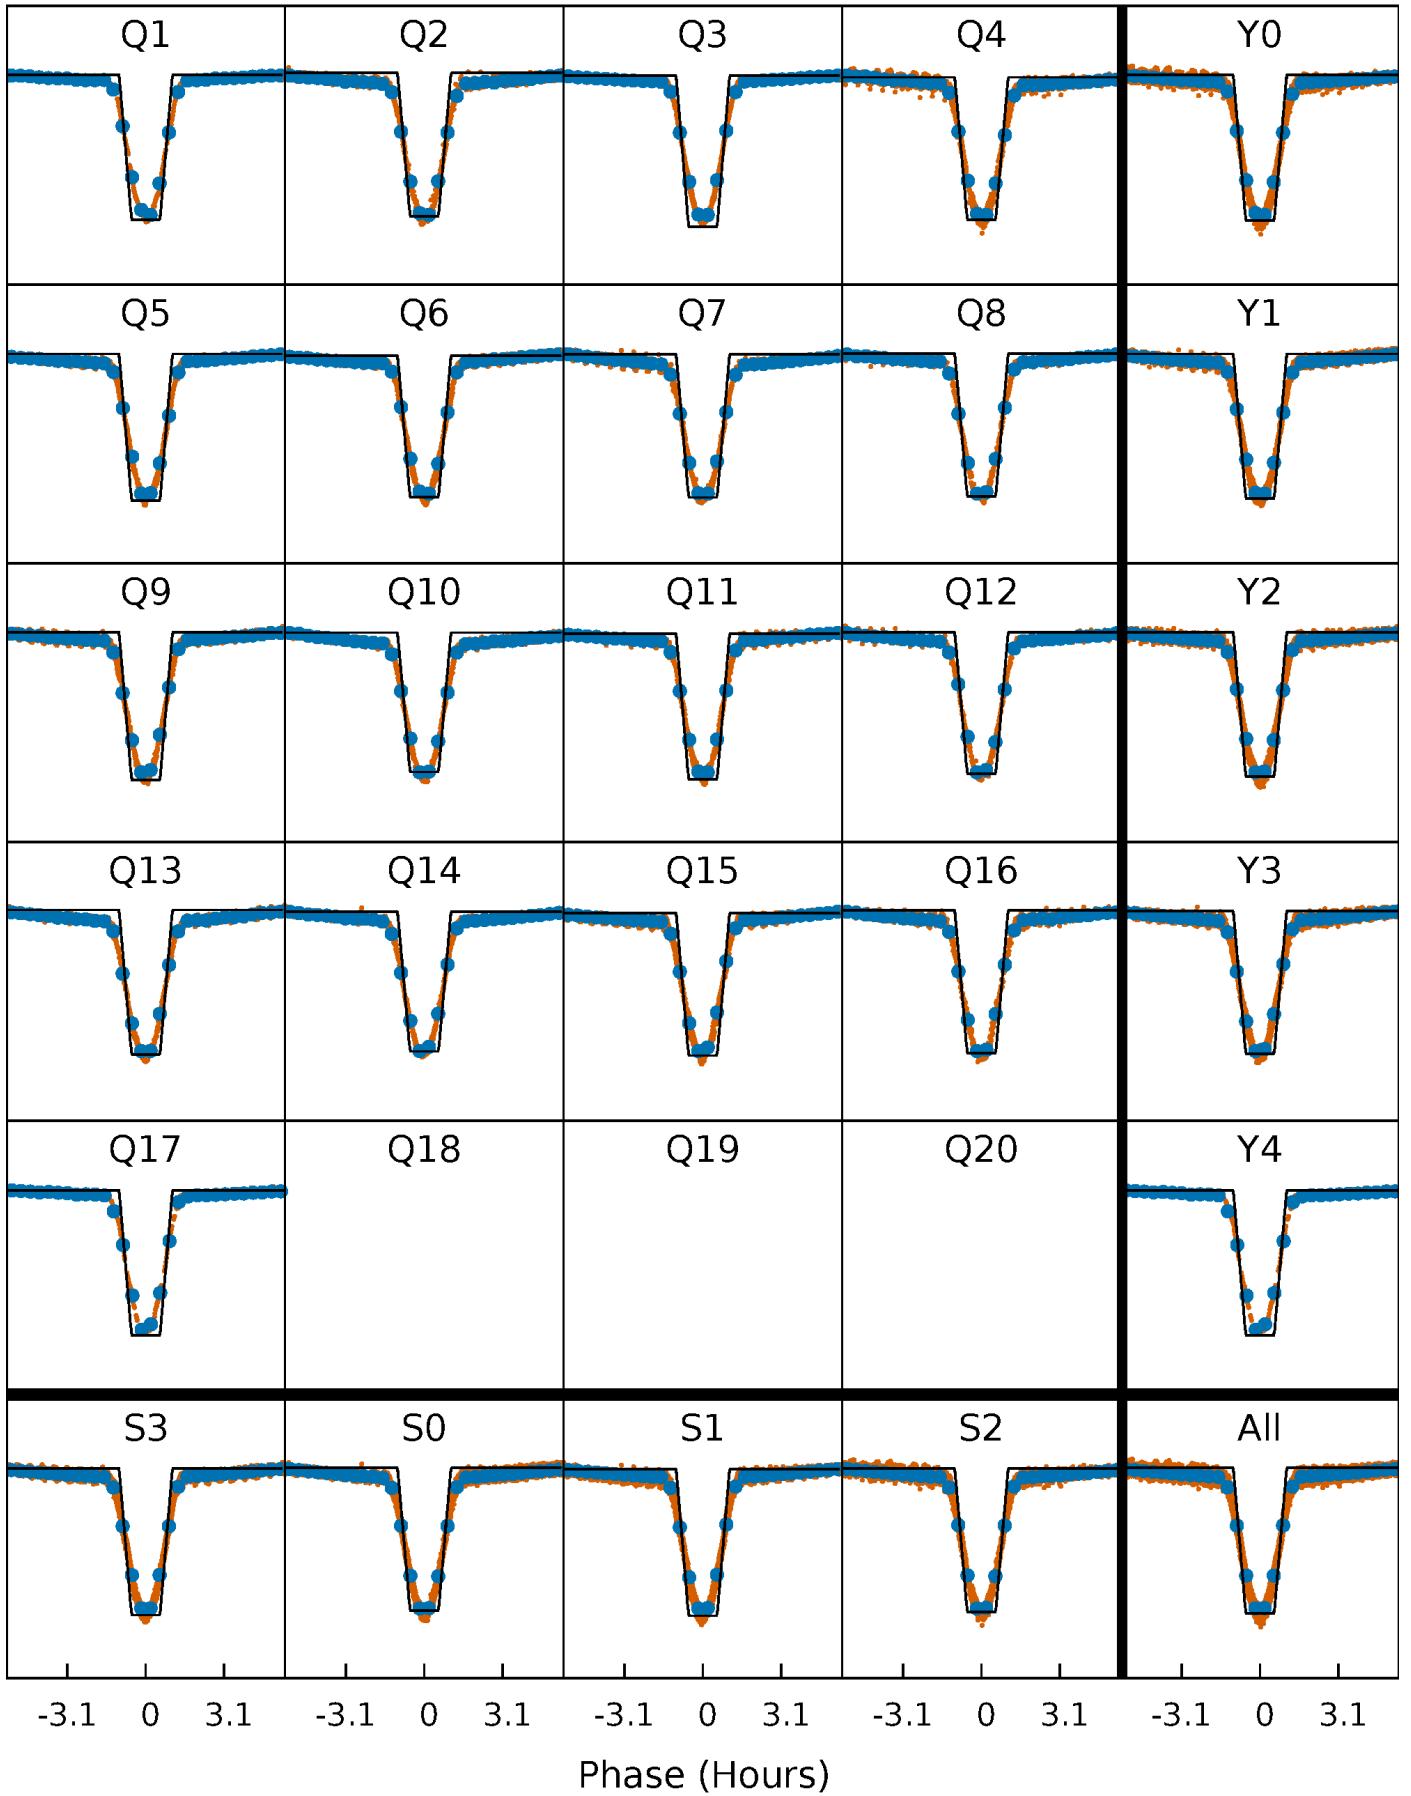 Q1 Q2 Q3 Q4 Y0
Q5 Q6 Q7 Q8 Y1
Q9 Q10 Q11 Q12 Y2
Q13 Q14 Q15 Q16 Y3
Q17 Q18 Q19 Q20 Y4
S3 S0 S1 S2 All
-3.1 0 3.1 -3.1 0 3.1 -3.1 0 3.1 -3.1 0 3.1 -3.1 0 3.1
Phase (Hours)